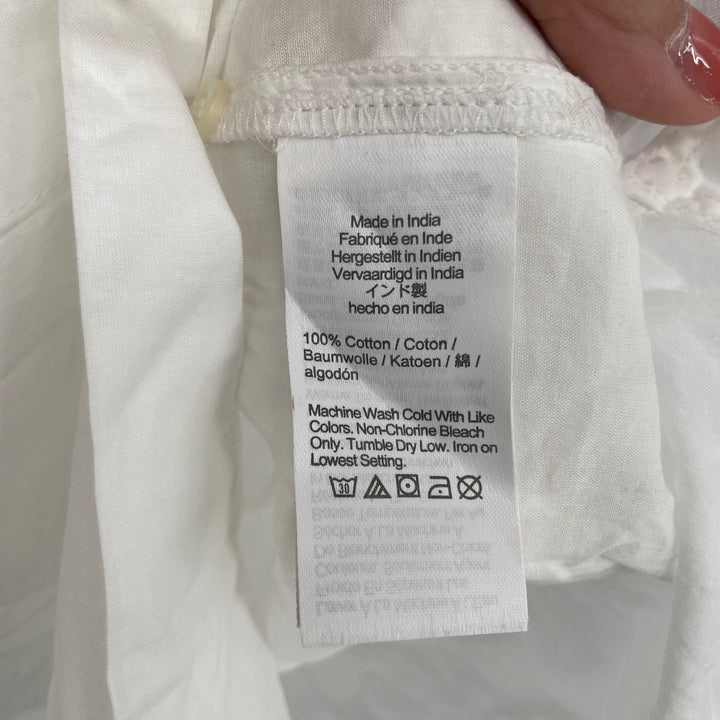 Made in India
Fabriqué en Inde
Hergestellt in Indien
Vervaardigd in India
インド製
hecho en india
100% Cotton / Coton /
Baumwolle / Katoen / 綿 /
algodón
Machine Wash Cold With Like
Colors. Non-Chlorine Bleach
Only. Tumble Dry Low. Iron on
Lowest Setting.
30